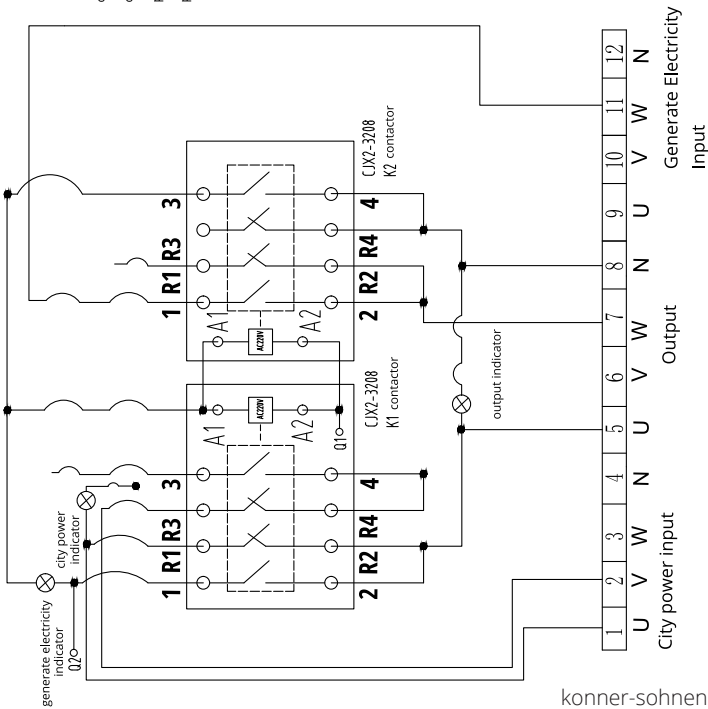 12 N
11 W
10 V
9 U
8 N
7 W
6 V
5 U
4 N
3 W
2 V
1 U
Generate Electricity
Input
Output
City power input
CJX2-3208
K2 contactor
3
R3
R1
1
4
R4
R2
2
A1
A2
AC220V
CJX2-3208
K1 contactor
A1
A2
AC220V
Q1
3
R3
R1
1
4
R4
R2
2
output indicator
city power
indicator
generate electricity
indicator
Q2
konner-sohnen